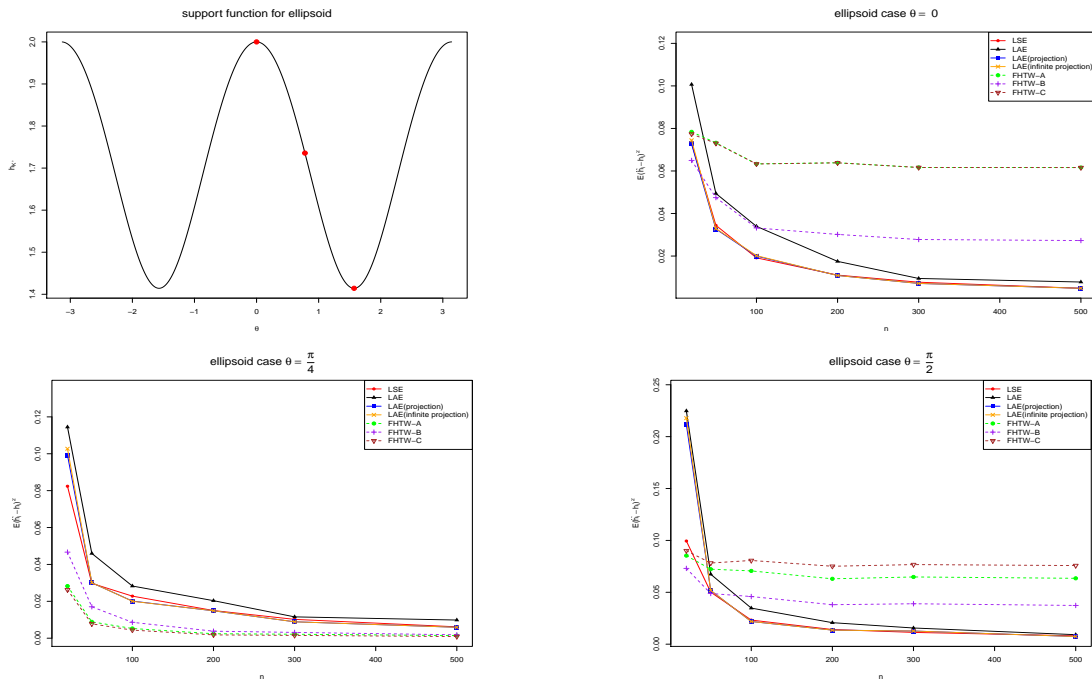 support function for ellipsoid
2.0
1.9
1.8
1.7
1.6
1.5
1.4
−3
−2
−1
0
1
2
3
θ
ellipsoid case θ = 0
0.12
0.10
0.08
0.06
0.04
0.02
100
200
300
400
500
n
LSE
LAE
LAE(projection)
LAE(infinite projection)
FHTW−A
FHTW−B
FHTW−C
ellipsoid case θ = π/4
0.12
0.10
0.08
0.06
0.04
0.02
0.00
100
200
300
400
500
n
LSE
LAE
LAE(projection)
LAE(infinite projection)
FHTW−A
FHTW−B
FHTW−C
ellipsoid case θ = π/2
0.25
0.20
0.15
0.10
0.05
0.00
100
200
300
400
500
n
LSE
LAE
LAE(projection)
LAE(infinite projection)
FHTW−A
FHTW−B
FHTW−C